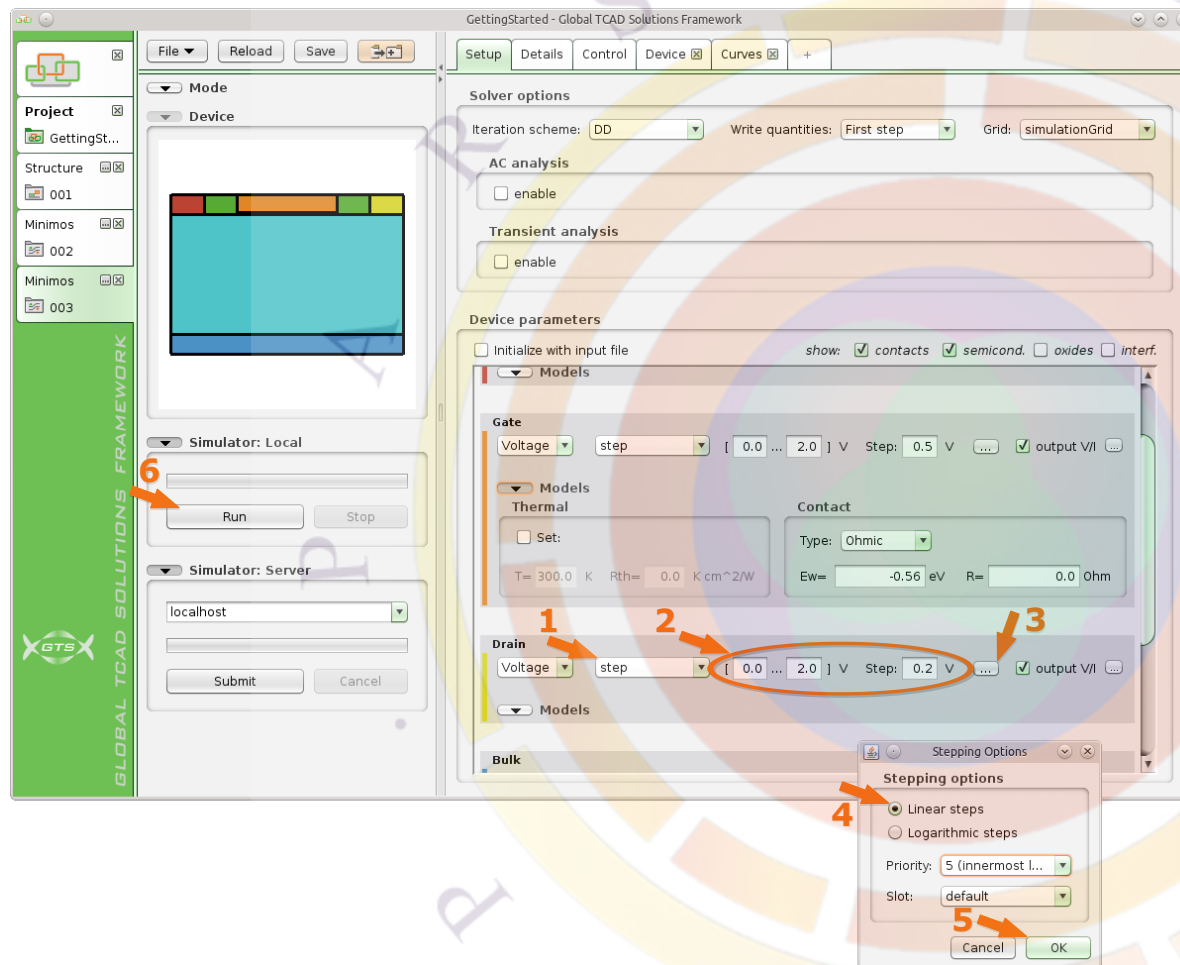 GettingStarted - Global TCAD Solutions Framework
Project
GettingSt...
Structure
001
Minimos
002
Minimos
003
GLOBAL TCAD SOLUTIONS FRAMEWORK
GTS
File Reload Save
Mode
Device
Simulator: Local
6
Run Stop
Simulator: Server
localhost
Submit Cancel
Setup Details Control Device Curves +
Solver options
Iteration scheme: DD Write quantities: First step Grid: simulationGrid
AC analysis
enable
Transient analysis
enable
Device parameters
Initialize with input file show: contacts semicond. oxides interf.
Models
Gate
Voltage step [ 0.0 ... 2.0 ] V Step: 0.5 V ... output V/I ...
Models
Thermal Contact
Set: Type: Ohmic
T= 300.0 K Rth= 0.0 K cm^2/W Ew= -0.56 eV R= 0.0 Ohm
1 2 3
Drain
Voltage step [ 0.0 ... 2.0 ] V Step: 0.2 V ... output V/I ...
Models
Bulk
Stepping Options
Stepping options
4
Linear steps
Logarithmic steps
Priority: 5 (innermost l...
Slot: default
5
Cancel OK